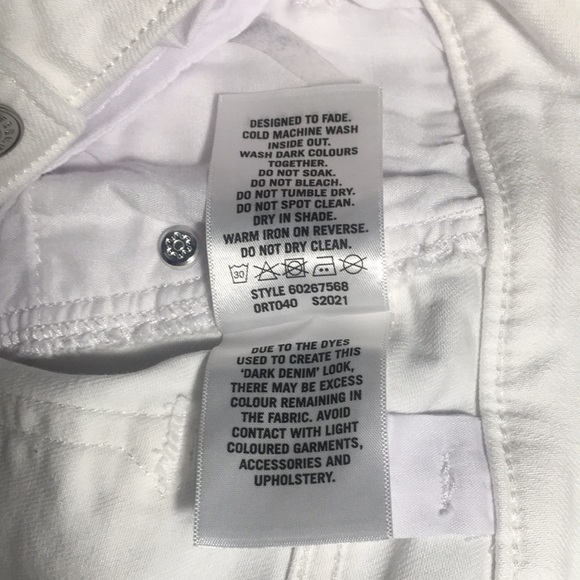 DESIGNED TO FADE.
COLD MACHINE WASH
INSIDE OUT.
WASH DARK COLOURS
TOGETHER.
DO NOT SOAK.
DO NOT BLEACH.
DO NOT TUMBLE DRY.
DO NOT SPOT CLEAN.
DRY IN SHADE.
WARM IRON ON REVERSE.
DO NOT DRY CLEAN.
30
STYLE 60267568
0RT040 S2021
DUE TO THE DYES
USED TO CREATE THIS
'DARK DENIM' LOOK,
THERE MAY BE EXCESS
COLOUR REMAINING IN
THE FABRIC. AVOID
CONTACT WITH LIGHT
COLOURED GARMENTS,
ACCESSORIES AND
UPHOLSTERY.